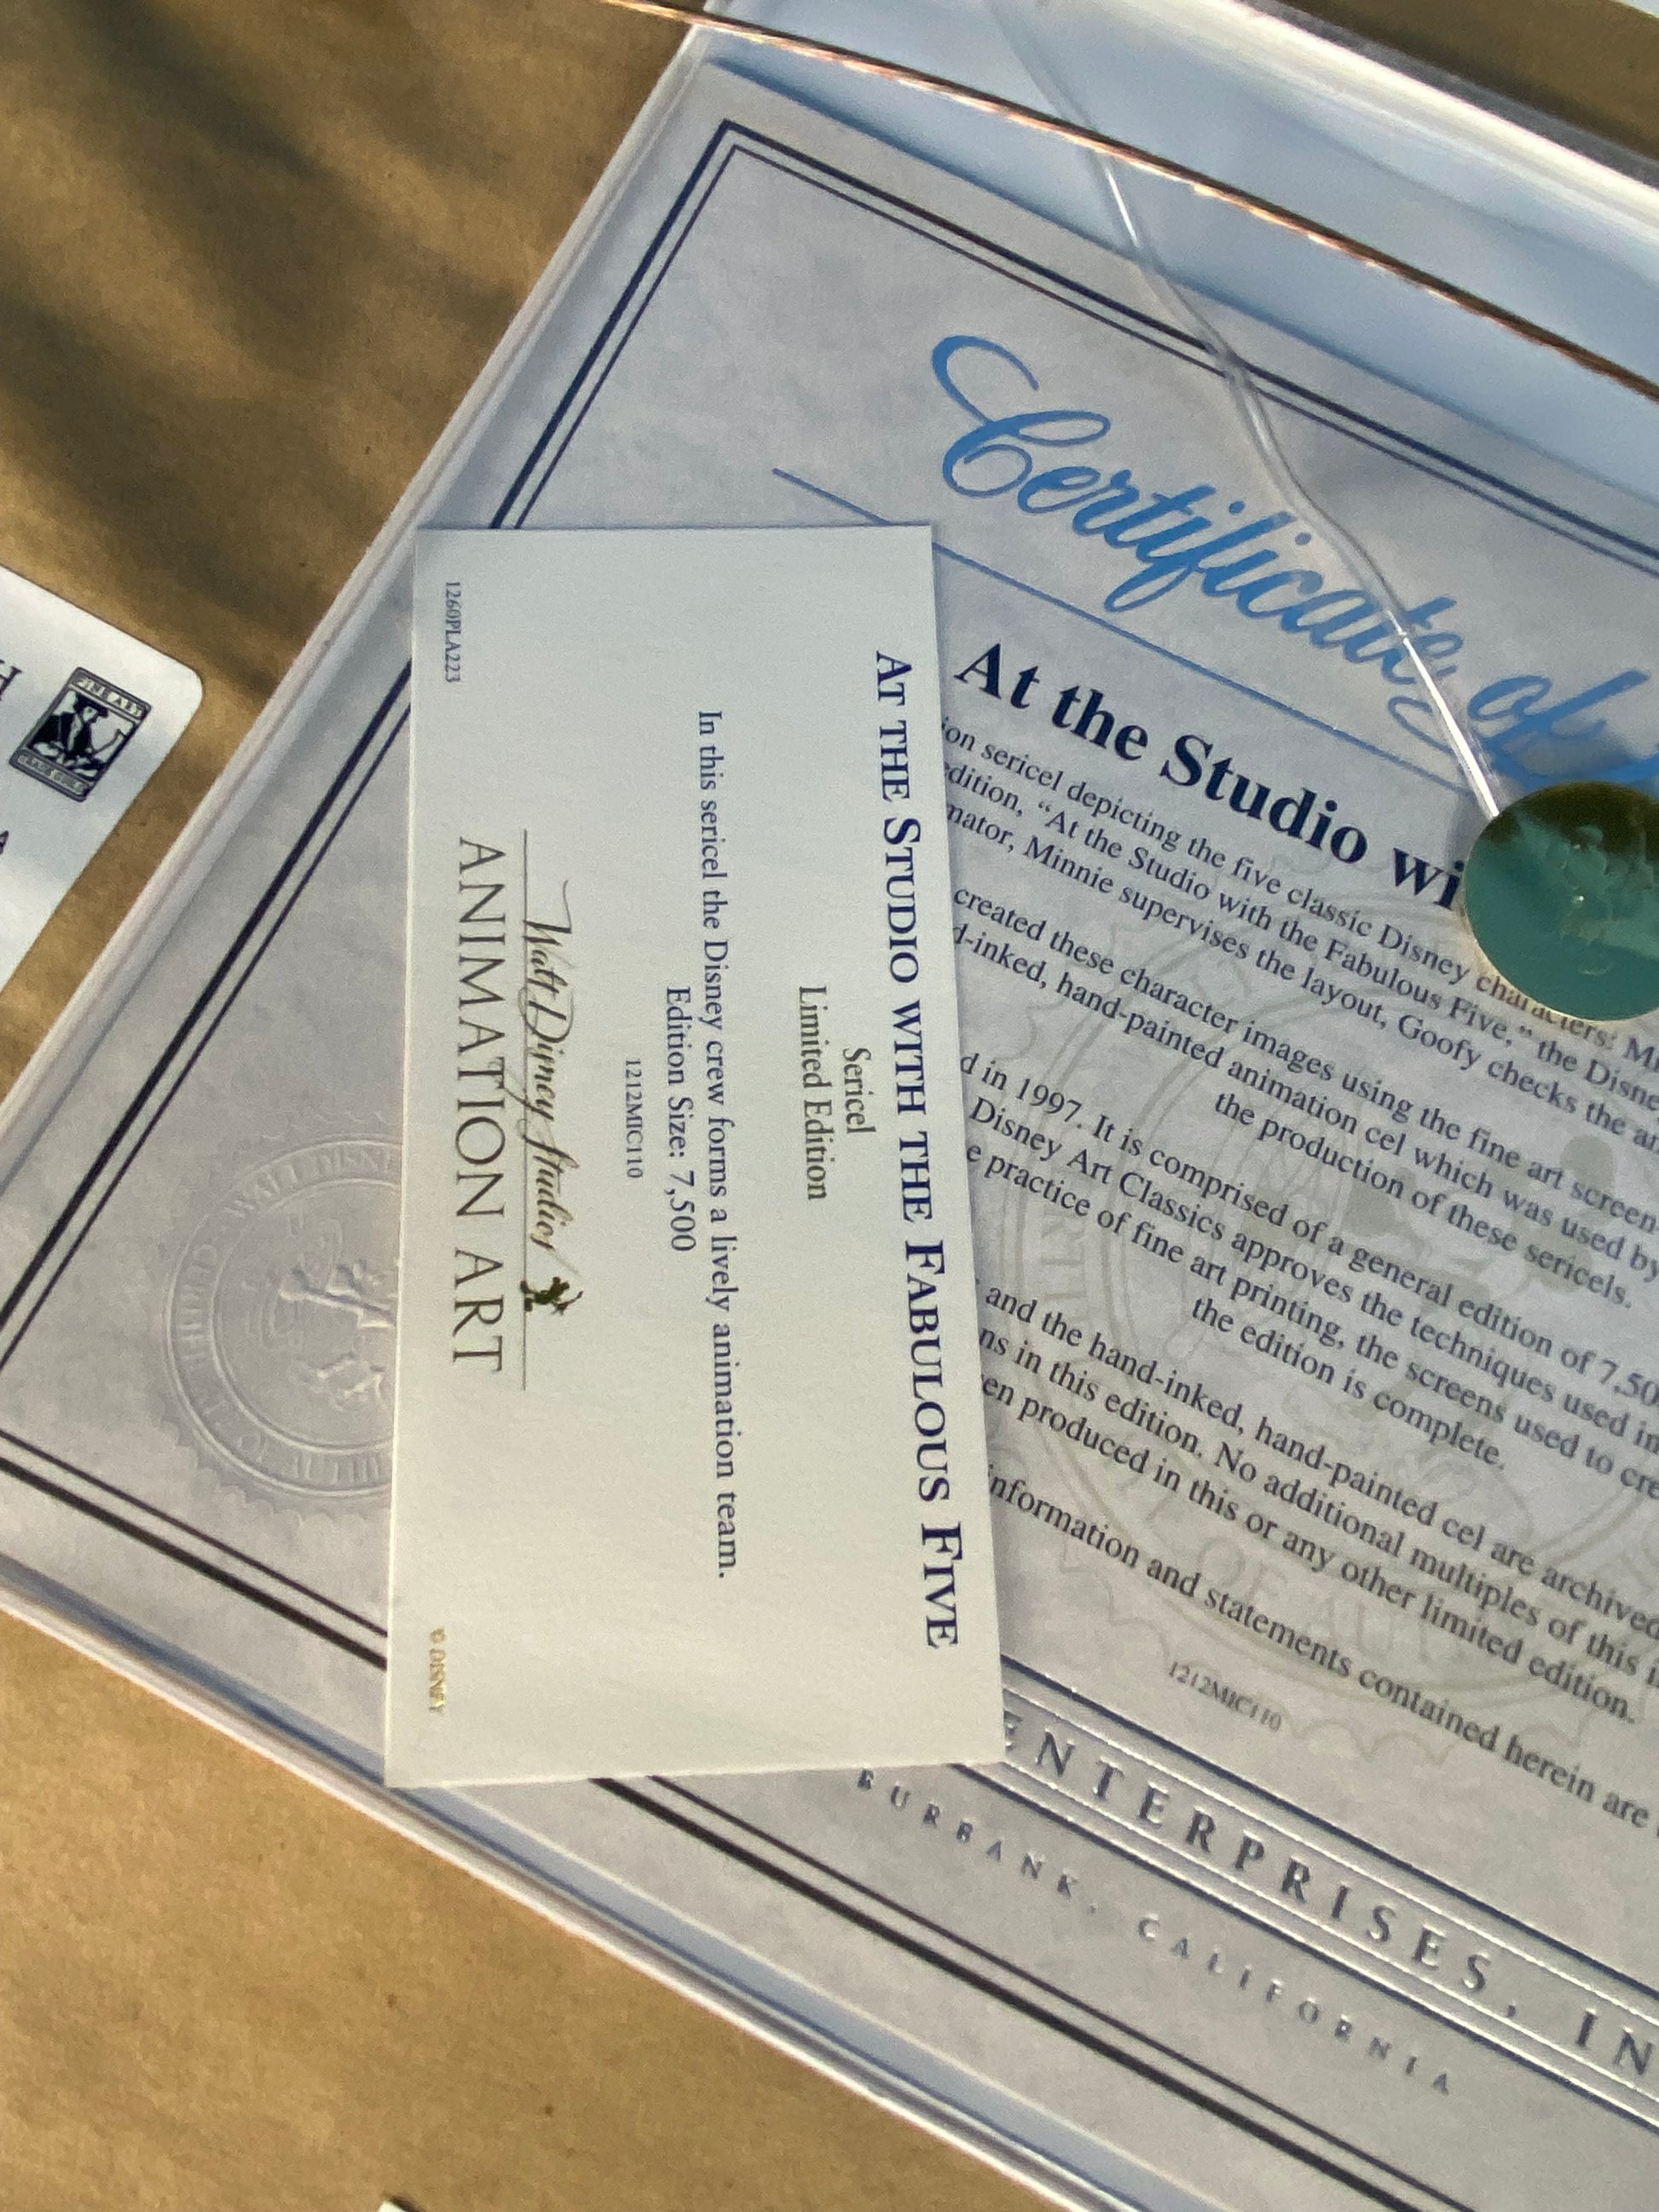 Certificate of
At the Studio wi
ion sericel depicting the five classic Disney characters: Mi
edition, “At the Studio with the Fabulous Five,” the Disne
nator, Minnie supervises the layout, Goofy checks the an
created these character images using the fine art screen
d-inked, hand-painted animation cel which was used by
the production of these sericels.
d in 1997. It is comprised of a general edition of 7,50
Disney Art Classics approves the techniques used in
e practice of fine art printing, the screens used to cre
the edition is complete.
and the hand-inked, hand-painted cel are archived
ns in this edition. No additional multiples of this i
en produced in this or any other limited edition.
information and statements contained herein are
1212MIC110
ENTERPRISES, IN
BURBANK, CALIFORNIA
AT THE STUDIO WITH THE FABULOUS FIVE
Sericel
Limited Edition
In this sericel the Disney crew forms a lively animation team.
Edition Size: 7,500
1212MIC110
Walt Disney Studios
ANIMATION ART
1260PLA223
© DISNEY
FINE ART